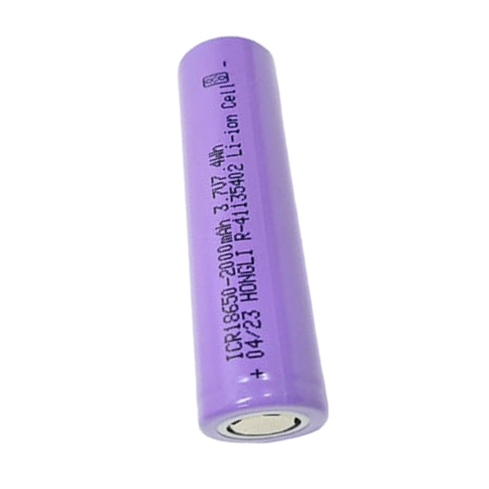 ICR18650-2000mAh 3.7V7.4Wh
+ 04/23 HONGLI R-41135402 Li-ion Cell -